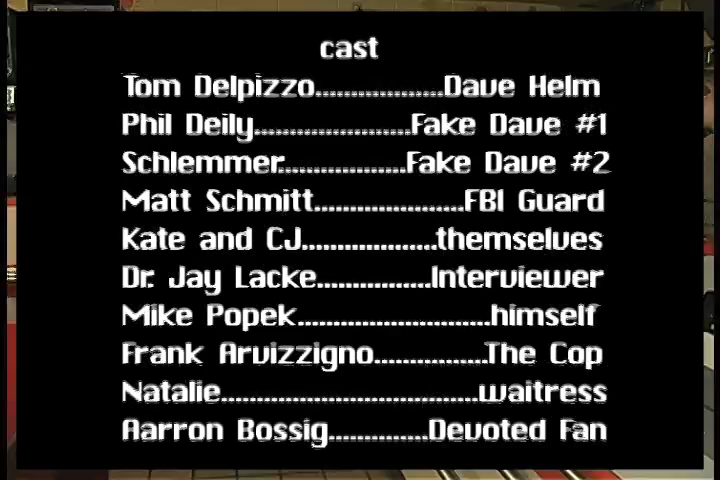 cast
Tom Delpizzo..................Dave Helm
Phil Deily......................Fake Dave #1
Schlemmer.................Fake Dave #2
Matt Schmitt.....................FBI Guard
Kate and CJ...................themselves
Dr. Jay Lacke................Interviewer
Mike Popek...........................himself
Frank Arvizzigno................The Cop
Natalie....................................waitress
Aarron Bossig..............Devoted Fan